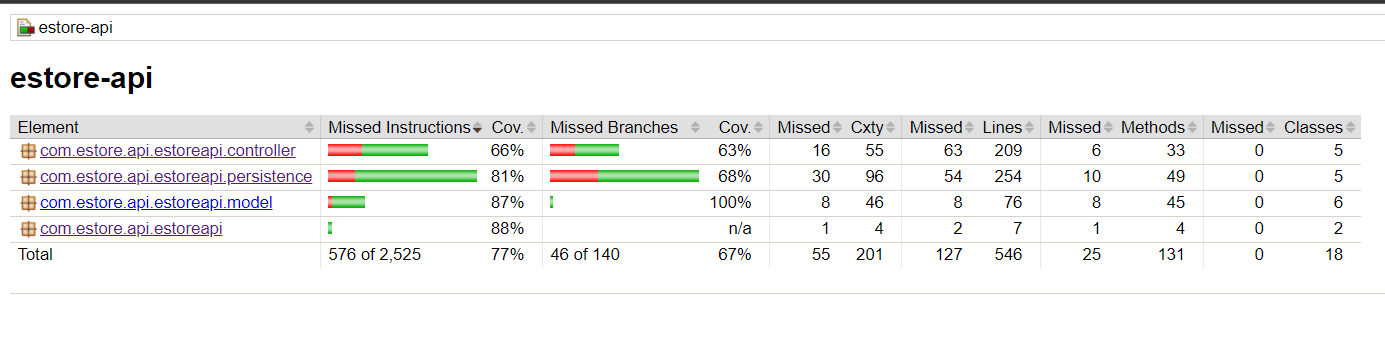 estore-api
estore-api
Element Missed Instructions Cov. Missed Branches Cov. Missed Cxty Missed Lines Missed Methods Missed Classes
com.estore.api.estoreapi.controller 66% 63% 16 55 63 209 6 33 0 5
com.estore.api.estoreapi.persistence 81% 68% 30 96 54 254 10 49 0 5
com.estore.api.estoreapi.model 87% 100% 8 46 8 76 8 45 0 6
com.estore.api.estoreapi 88% n/a 1 4 2 7 1 4 0 2
Total 576 of 2,525 77% 46 of 140 67% 55 201 127 546 25 131 0 18